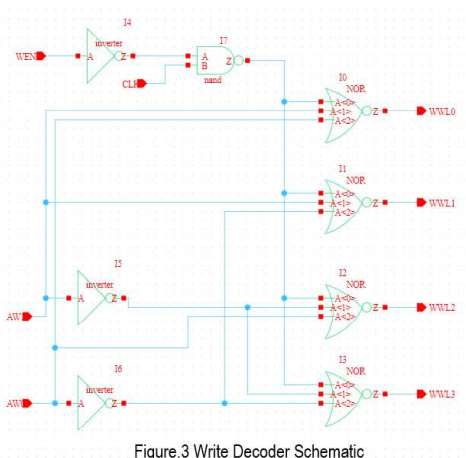 I4
I7
inverter
WEN
A
Z
A
Z
B
CLK
nand
I0
NOR
A<0>
A<1>
Z
WWL0
A<2>
I1
NOR
A<0>
A<1>
Z
WWL1
A<2>
I5
inverter
A
Z
I2
NOR
A<0>
A<1>
Z
WWL2
A<2>
I6
inverter
A
Z
I3
NOR
A<0>
A<1>
Z
WWL3
A<2>
Figure.3 Write Decoder Schematic